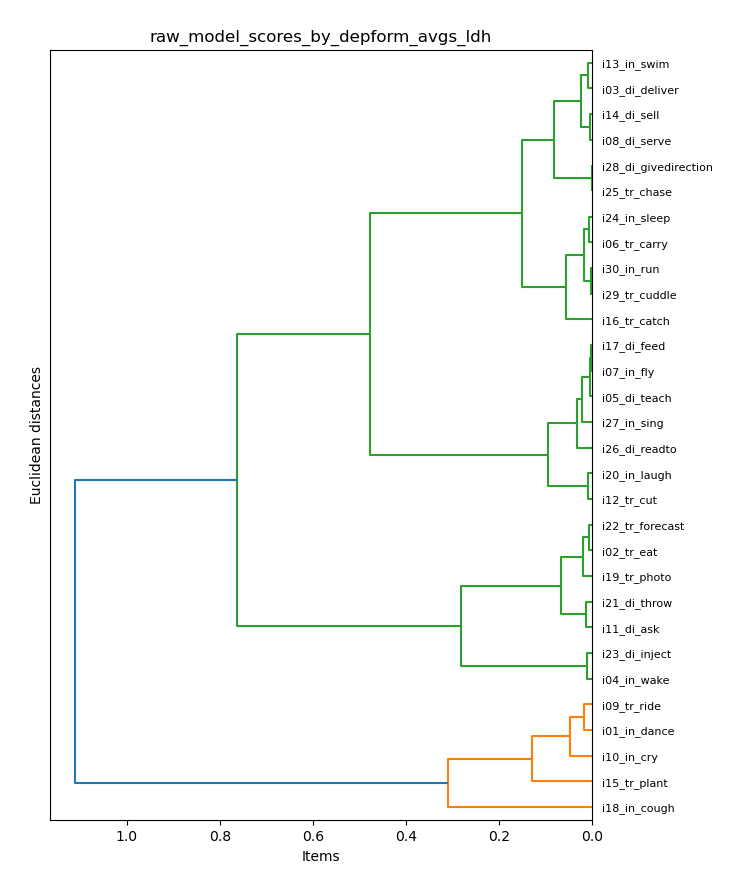 raw_model_scores_by_depform_avgs_ldh
i13_in_swim
i03_di_deliver
i14_di_sell
i08_di_serve
i28_di_givedirection
i25_tr_chase
i24_in_sleep
i06_tr_carry
i30_in_run
i29_tr_cuddle
i16_tr_catch
i17_di_feed
i07_in_fly
i05_di_teach
i27_in_sing
i26_di_readto
i20_in_laugh
i12_tr_cut
i22_tr_forecast
i02_tr_eat
i19_tr_photo
i21_di_throw
i11_di_ask
i23_di_inject
i04_in_wake
i09_tr_ride
i01_in_dance
i10_in_cry
i15_tr_plant
i18_in_cough
Euclidean distances
1.0 0.8 0.6 0.4 0.2 0.0
Items